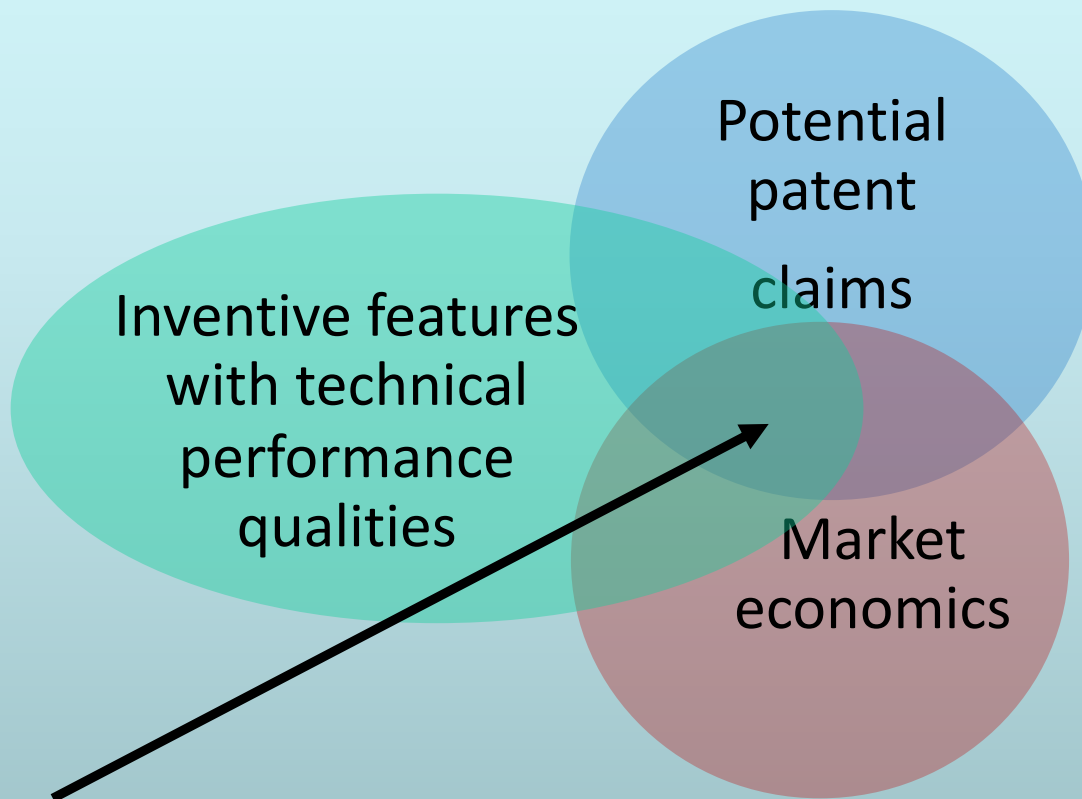 Potential
patent
claims
Inventive features
with technical
performance
qualities
Market
economics